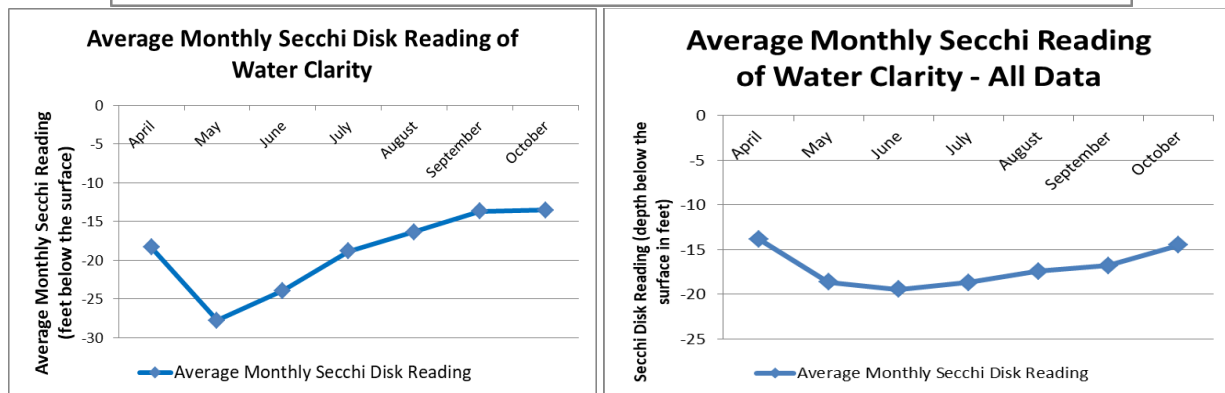 Average Monthly Secchi Disk Reading of
Water Clarity
Average Monthly Secchi Reading
(feet below the surface)
0
-5
-10
-15
-20
-25
-30
April
May
June
July
August
September
October
Average Monthly Secchi Disk Reading
Average Monthly Secchi Reading
of Water Clarity - All Data
Secchi Disk Reading (depth below the
surface in feet)
0
-5
-10
-15
-20
-25
April
May
June
July
August
September
October
Average Monthly Secchi Disk Reading